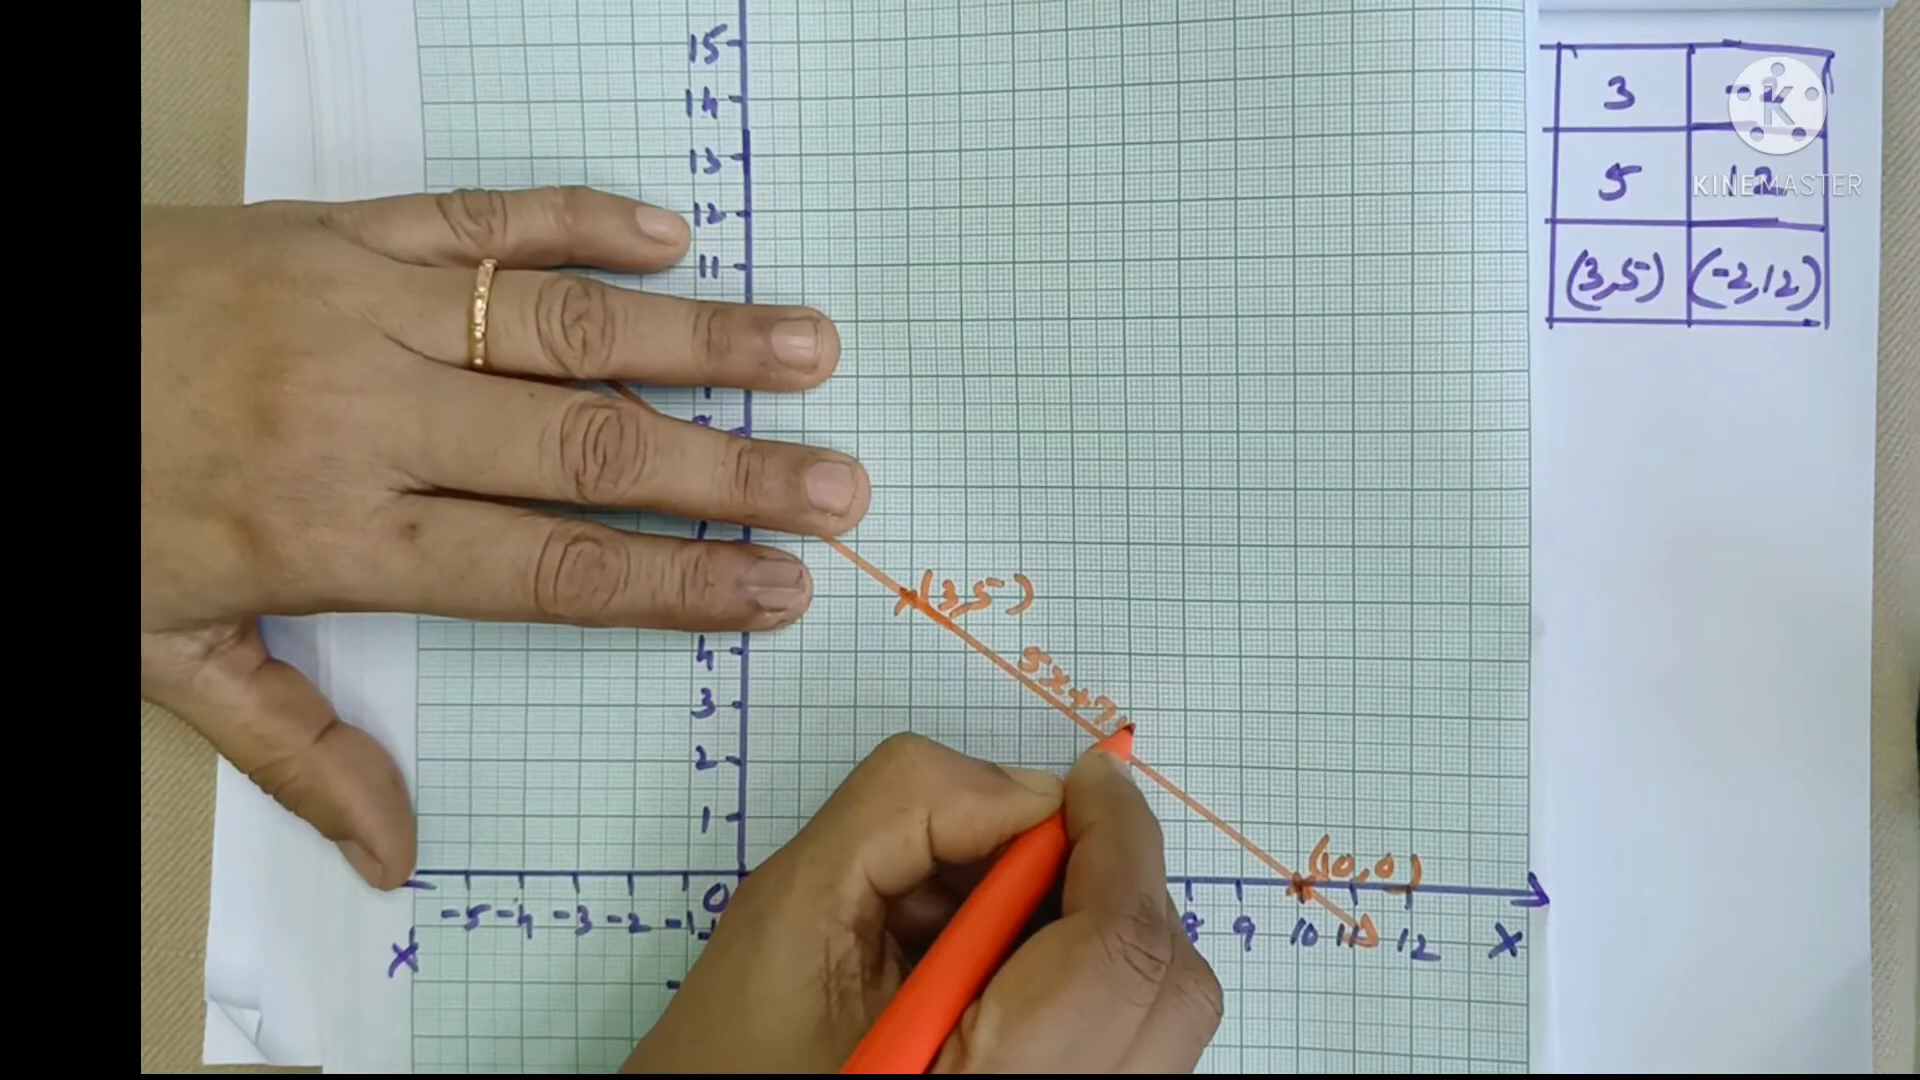 15
14
13
12
11
4
3
2
1
0
-5 -4 -3 -2 -1
8 9 10 11 12
X
X'
(3,5)
5x+7y
(10,0)
3
5 12
(3,5) (-2,12)
K
KINEMASTER